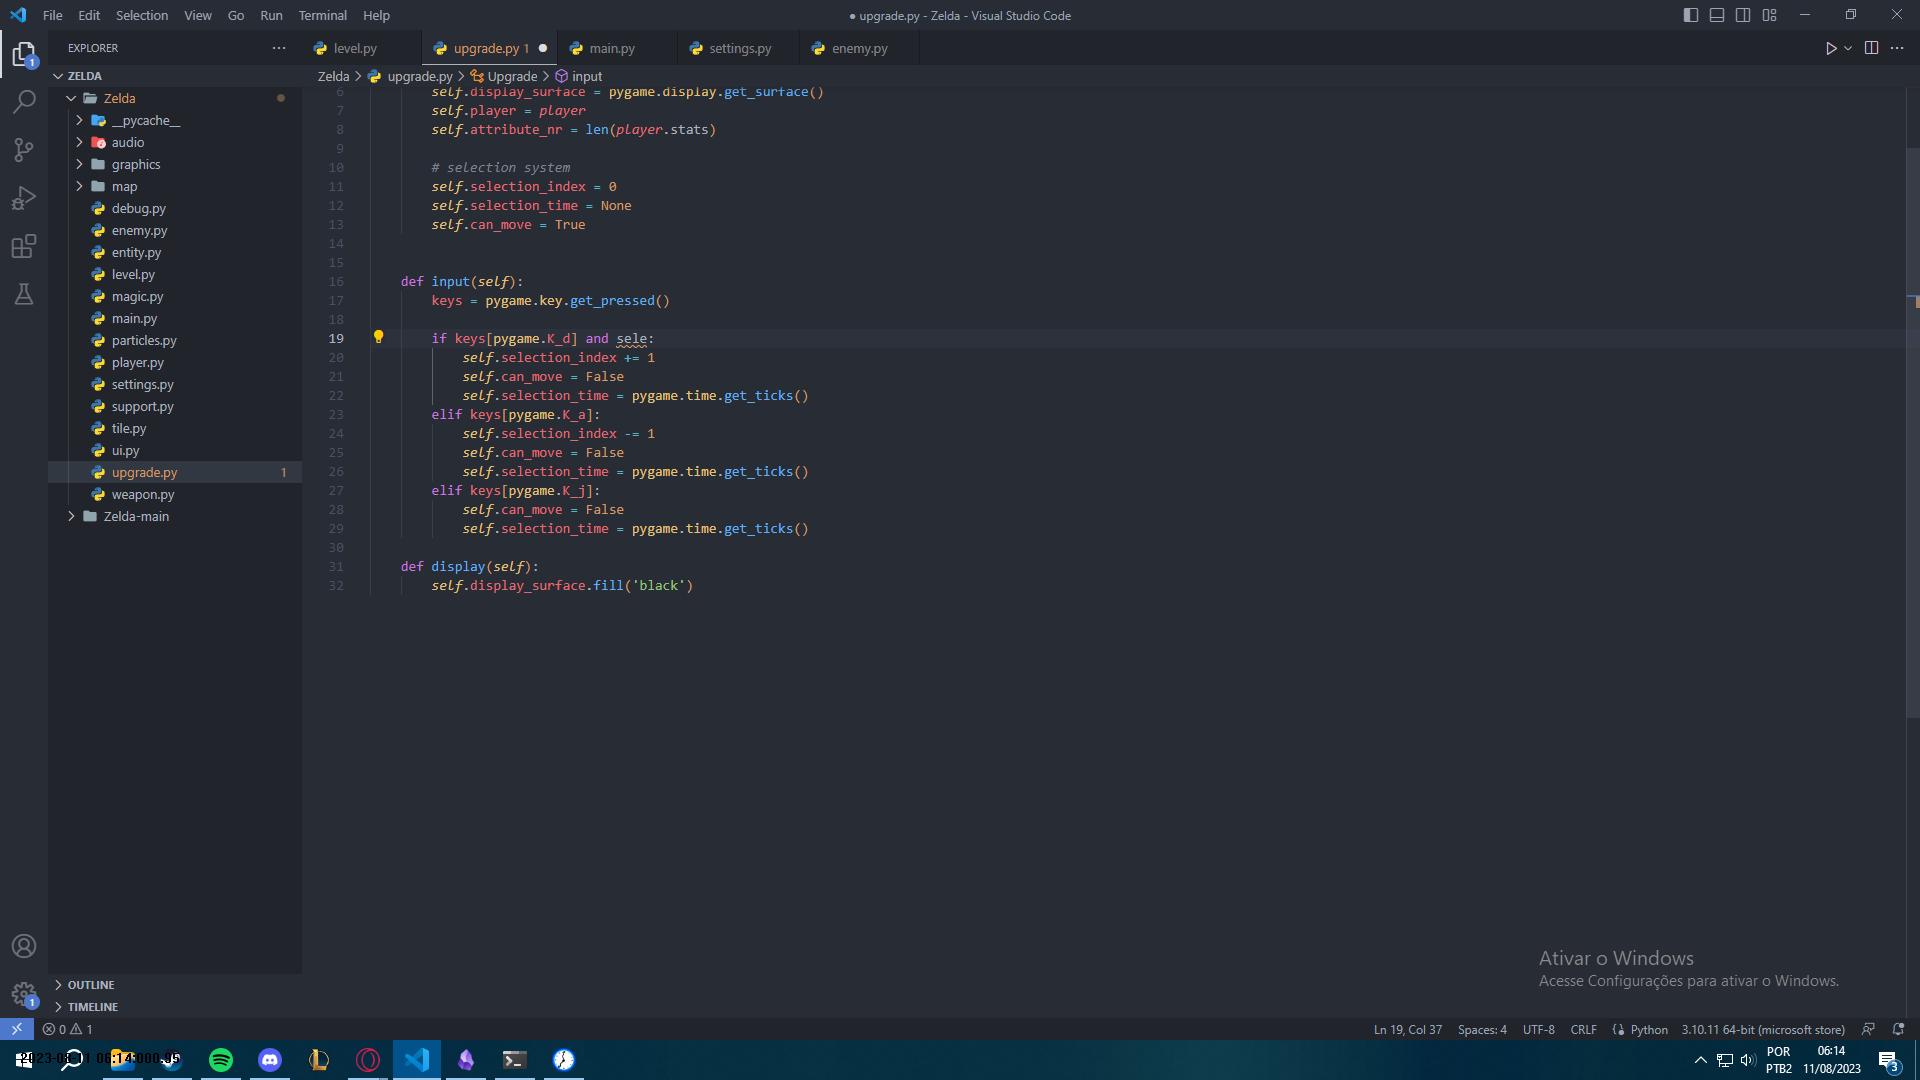 File Edit Selection View Go Run Terminal Help
● upgrade.py - Zelda - Visual Studio Code
EXPLORER
level.py
upgrade.py 1
main.py
settings.py
enemy.py
ZELDA
Zelda > upgrade.py > Upgrade > input
Zelda
__pycache__
audio
graphics
map
debug.py
enemy.py
entity.py
level.py
magic.py
main.py
particles.py
player.py
settings.py
support.py
tile.py
ui.py
upgrade.py 1
weapon.py
Zelda-main
OUTLINE
TIMELINE
6 self.display_surface = pygame.display.get_surface()
7 self.player = player
8 self.attribute_nr = len(player.stats)
9
10 # selection system
11 self.selection_index = 0
12 self.selection_time = None
13 self.can_move = True
14
15
16 def input(self):
17 keys = pygame.key.get_pressed()
18
19 if keys[pygame.K_d] and sele:
20 self.selection_index += 1
21 self.can_move = False
22 self.selection_time = pygame.time.get_ticks()
23 elif keys[pygame.K_a]:
24 self.selection_index -= 1
25 self.can_move = False
26 self.selection_time = pygame.time.get_ticks()
27 elif keys[pygame.K_j]:
28 self.can_move = False
29 self.selection_time = pygame.time.get_ticks()
30
31 def display(self):
32 self.display_surface.fill('black')
Ativar o Windows
Acesse Configurações para ativar o Windows.
1
1
0 1
Ln 19, Col 37 Spaces: 4 UTF-8 CRLF Python 3.10.11 64-bit (microsoft store)
2023-08-11 06:14:000.95
POR
PTB2
06:14
11/08/2023
3